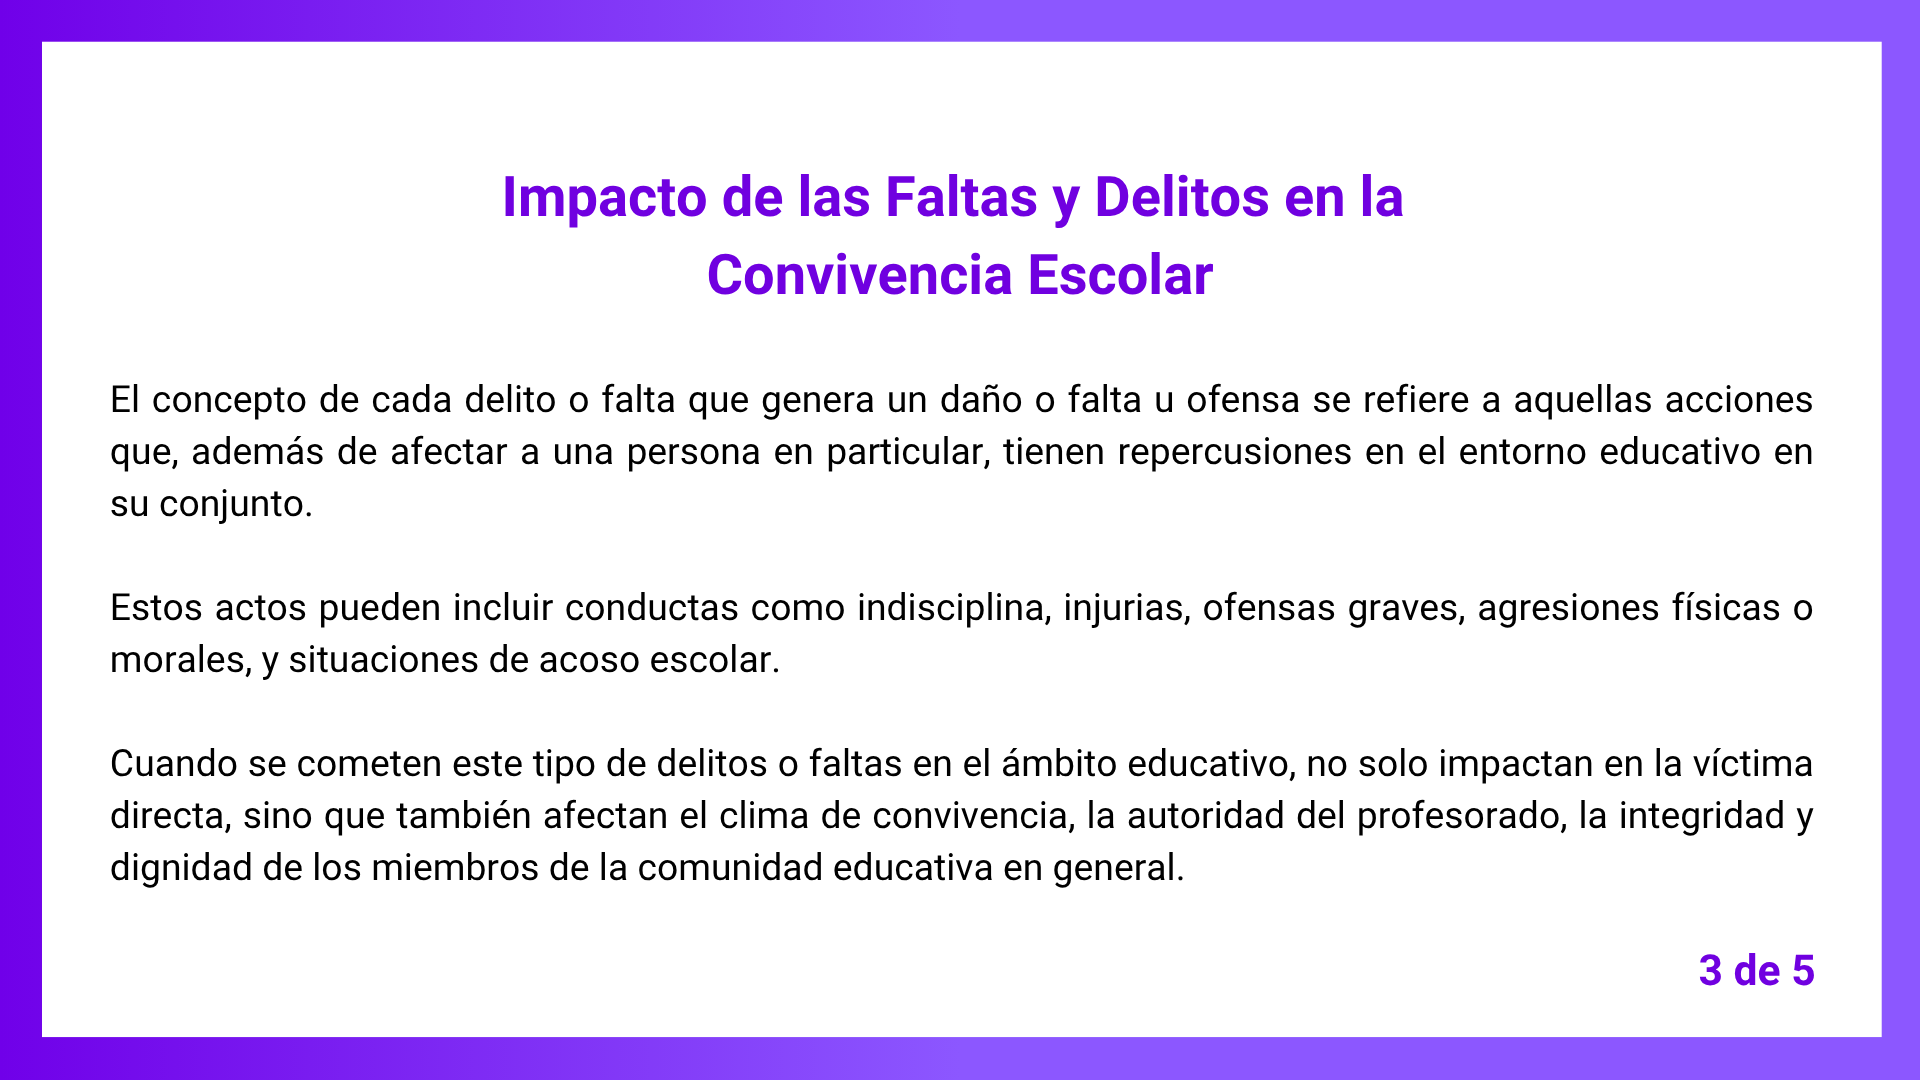 Impacto de las Faltas y Delitos en la
Convivencia Escolar
El concepto de cada delito o falta que genera un daño o falta u ofensa se refiere a aquellas acciones
que, además de afectar a una persona en particular, tienen repercusiones en el entorno educativo en
su conjunto.
Estos actos pueden incluir conductas como indisciplina, injurias, ofensas graves, agresiones físicas o
morales, y situaciones de acoso escolar.
Cuando se cometen este tipo de delitos o faltas en el ámbito educativo, no solo impactan en la víctima
directa, sino que también afectan el clima de convivencia, la autoridad del profesorado, la integridad y
dignidad de los miembros de la comunidad educativa en general.
3 de 5